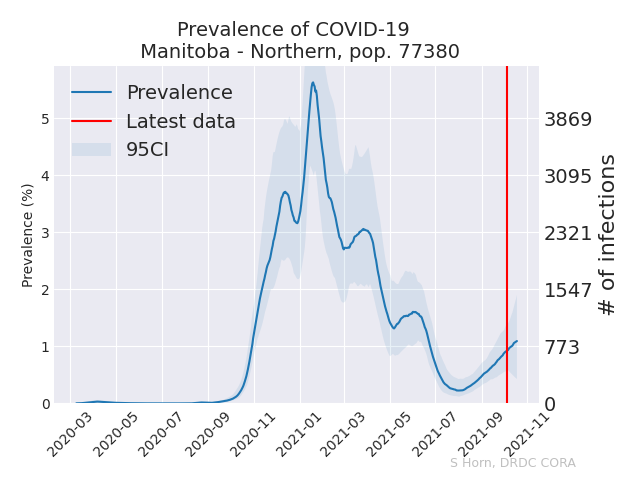 Prevalence of COVID-19
Manitoba - Northern, pop. 77380
Prevalence
Latest data
95CI
Prevalence (%)
5
4
3
2
1
0
3869
3095
2321
1547
773
0
# of infections
2020-03
2020-05
2020-07
2020-09
2020-11
2021-01
2021-03
2021-05
2021-07
2021-09
2021-11
S Horn, DRDC CORA